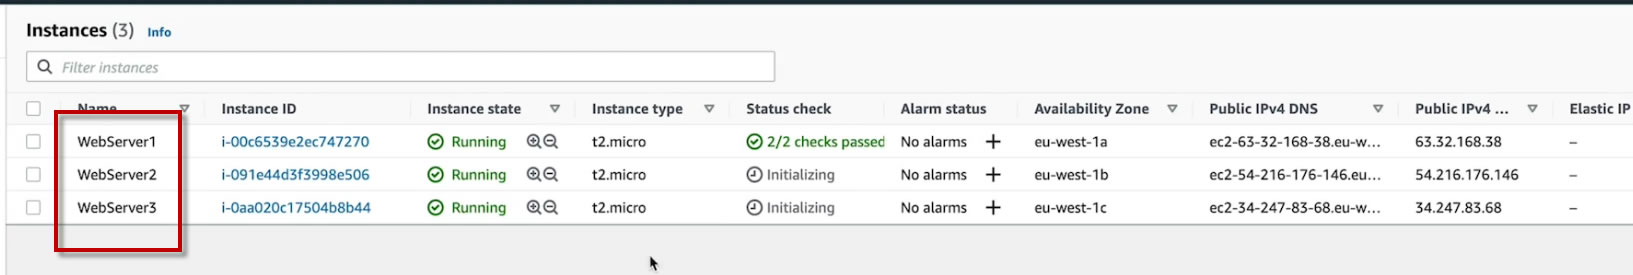 Instances (3) Info
Filter instances
Name Instance ID Instance state Instance type Status check Alarm status Availability Zone Public IPv4 DNS Public IPv4 ... Elastic IP
WebServer1 i-00c6539e2ec747270 Running t2.micro 2/2 checks passed No alarms + eu-west-1a ec2-63-32-168-38.eu-w... 63.32.168.38 –
WebServer2 i-091e44d3f3998e506 Running t2.micro Initializing No alarms + eu-west-1b ec2-54-216-176-146.eu... 54.216.176.146 –
WebServer3 i-0aa020c17504b8b44 Running t2.micro Initializing No alarms + eu-west-1c ec2-34-247-83-68.eu-w... 34.247.83.68 –